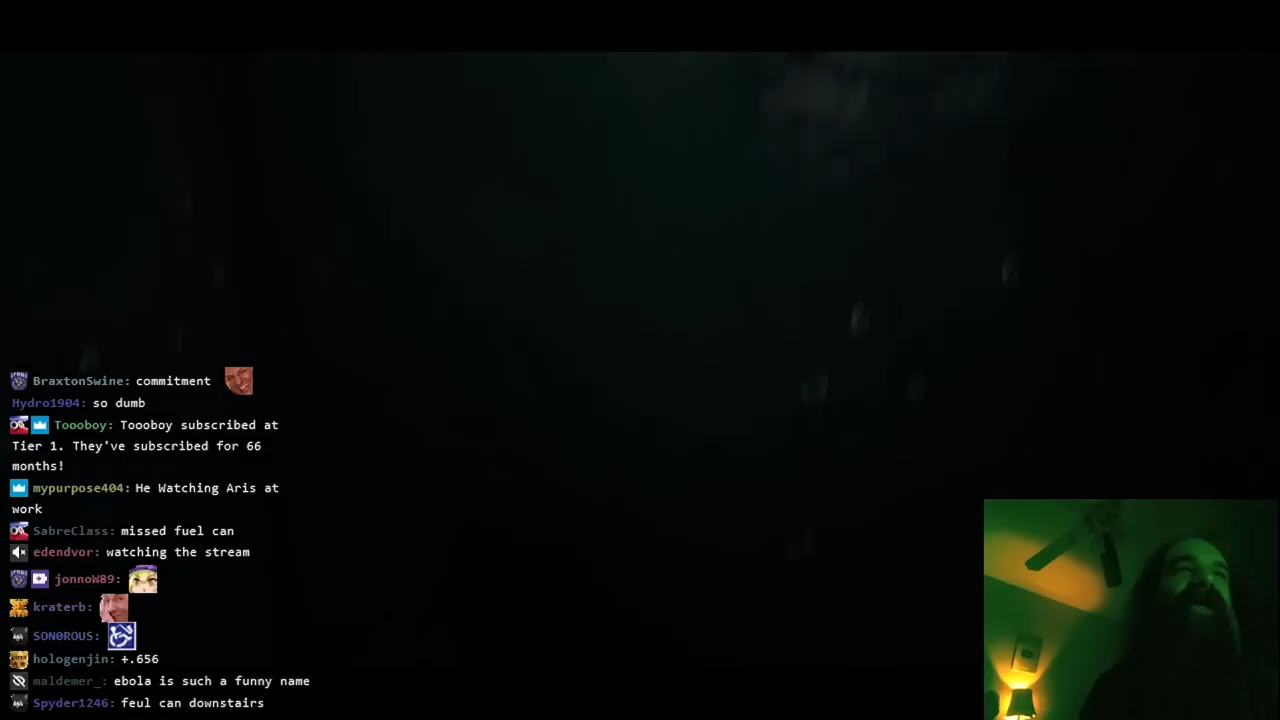 BraxtonSwine: commitment
Hydro1904: so dumb
Toooboy: Toooboy subscribed at
Tier 1. They've subscribed for 66
months!
mypurpose404: He Watching Aris at
work
SabreClass: missed fuel can
edendvor: watching the stream
jonnoW89:
kraterb:
SON0ROUS:
hologenjin: +.656
maldemer_: ebola is such a funny name
Spyder1246: feul can downstairs